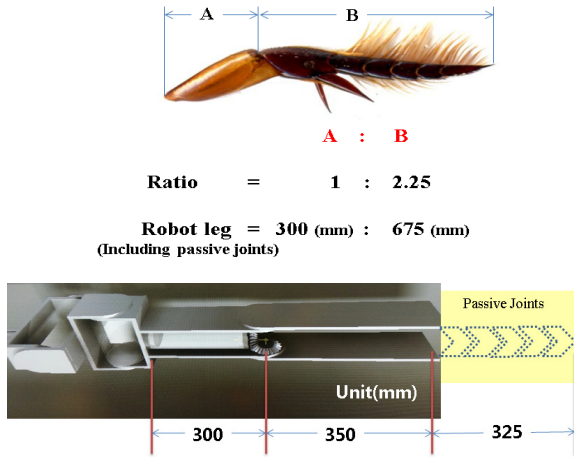 A B
A : B
Ratio = 1 : 2.25
Robot leg = 300 (mm) : 675 (mm)
(Including passive joints)
Passive Joints
Unit(mm)
300 350 325